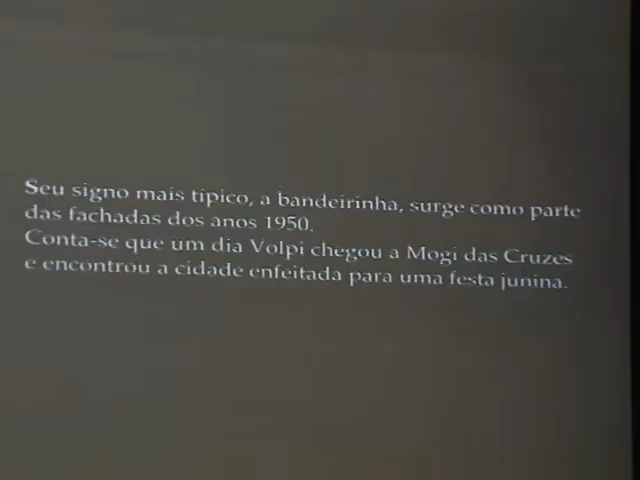 Seu signo mais típico, a bandeirinha, surge como parte
das fachadas dos anos 1950.
Conta-se que um dia Volpi chegou a Mogi das Cruzes
e encontrou a cidade enfeitada para uma festa junina.